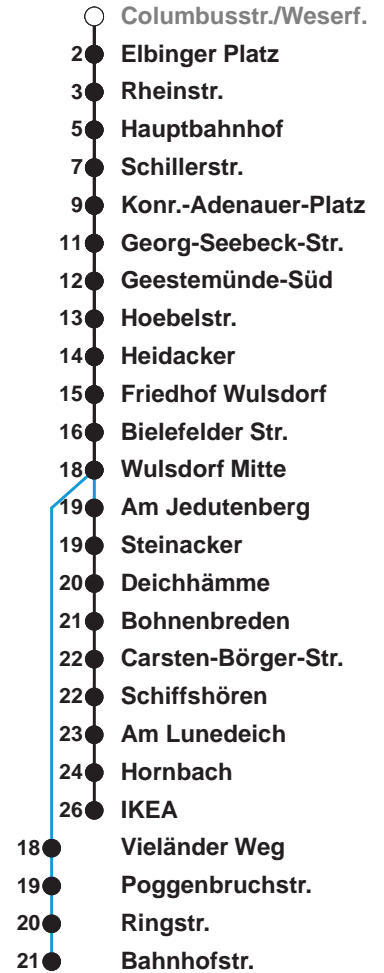 Columbusstr./Weserf.
2 Elbinger Platz
3 Rheinstr.
5 Hauptbahnhof
7 Schillerstr.
9 Konr.-Adenauer-Platz
11 Georg-Seebeck-Str.
12 Geestemünde-Süd
13 Hoebelstr.
14 Heidacker
15 Friedhof Wulsdorf
16 Bielefelder Str.
18 Wulsdorf Mitte
19 Am Jedutenberg
19 Steinacker
20 Deichhämme
21 Bohnenbreden
22 Carsten-Börger-Str.
22 Schiffshören
23 Am Lunedeich
24 Hornbach
26 IKEA
18 Vieländer Weg
19 Poggenbruchstr.
20 Ringstr.
21 Bahnhofstr.